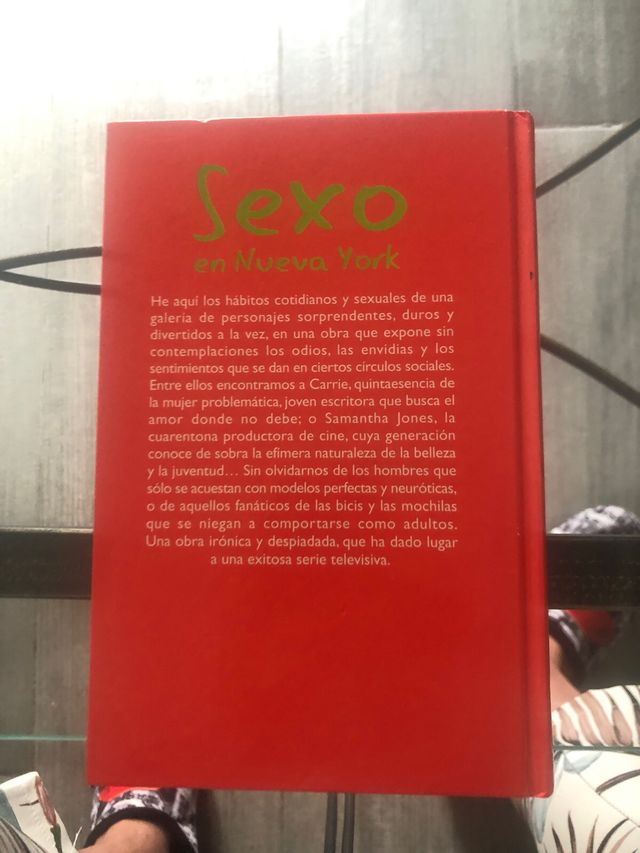 Sexo
en Nueva York
He aquí los hábitos cotidianos y sexuales de una
galería de personajes sorprendentes, duros y
divertidos a la vez, en una obra que expone sin
contemplaciones los odios, las envidias y los
sentimientos que se dan en ciertos círculos sociales.
Entre ellos encontramos a Carrie, quintaesencia de
la mujer problemática, joven escritora que busca el
amor donde no debe; o Samantha Jones, la
cuarentona productora de cine, cuya generación
conoce de sobra la efímera naturaleza de la belleza
y la juventud... Sin olvidarnos de los hombres que
sólo se acuestan con modelos perfectas y neuróticas,
o de aquellos fanáticos de las bicis y las mochilas
que se niegan a comportarse como adultos.
Una obra irónica y despiadada, que ha dado lugar
a una exitosa serie televisiva.